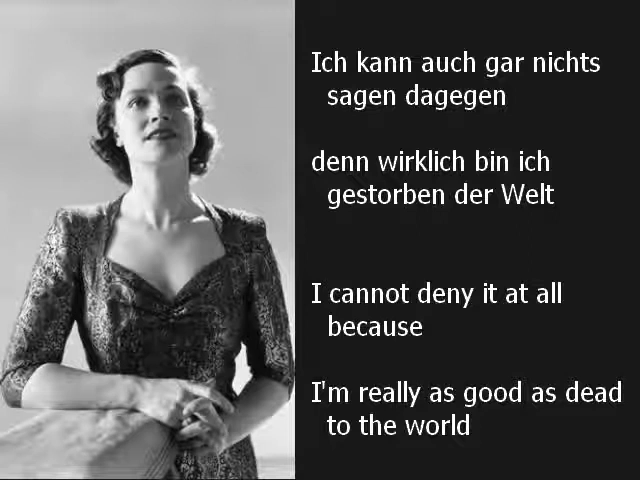 Ich kann auch gar nichts
sagen dagegen
denn wirklich bin ich
gestorben der Welt
I cannot deny it at all
because
I'm really as good as dead
to the world